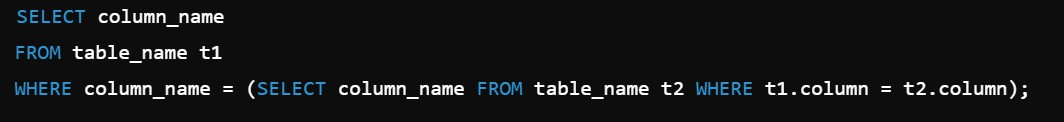 SELECT column_name
FROM table_name t1
WHERE column_name = (SELECT column_name FROM table_name t2 WHERE t1.column = t2.column);